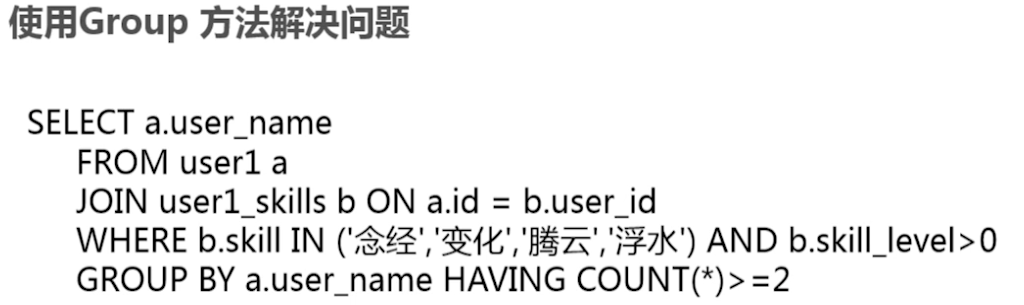 使用Group 方法解决问题
SELECT a.user_name
FROM user1 a
JOIN user1_skills b ON a.id = b.user_id
WHERE b.skill IN ('念经','变化','腾云','浮水') AND b.skill_level>0
GROUP BY a.user_name HAVING COUNT(*)>=2